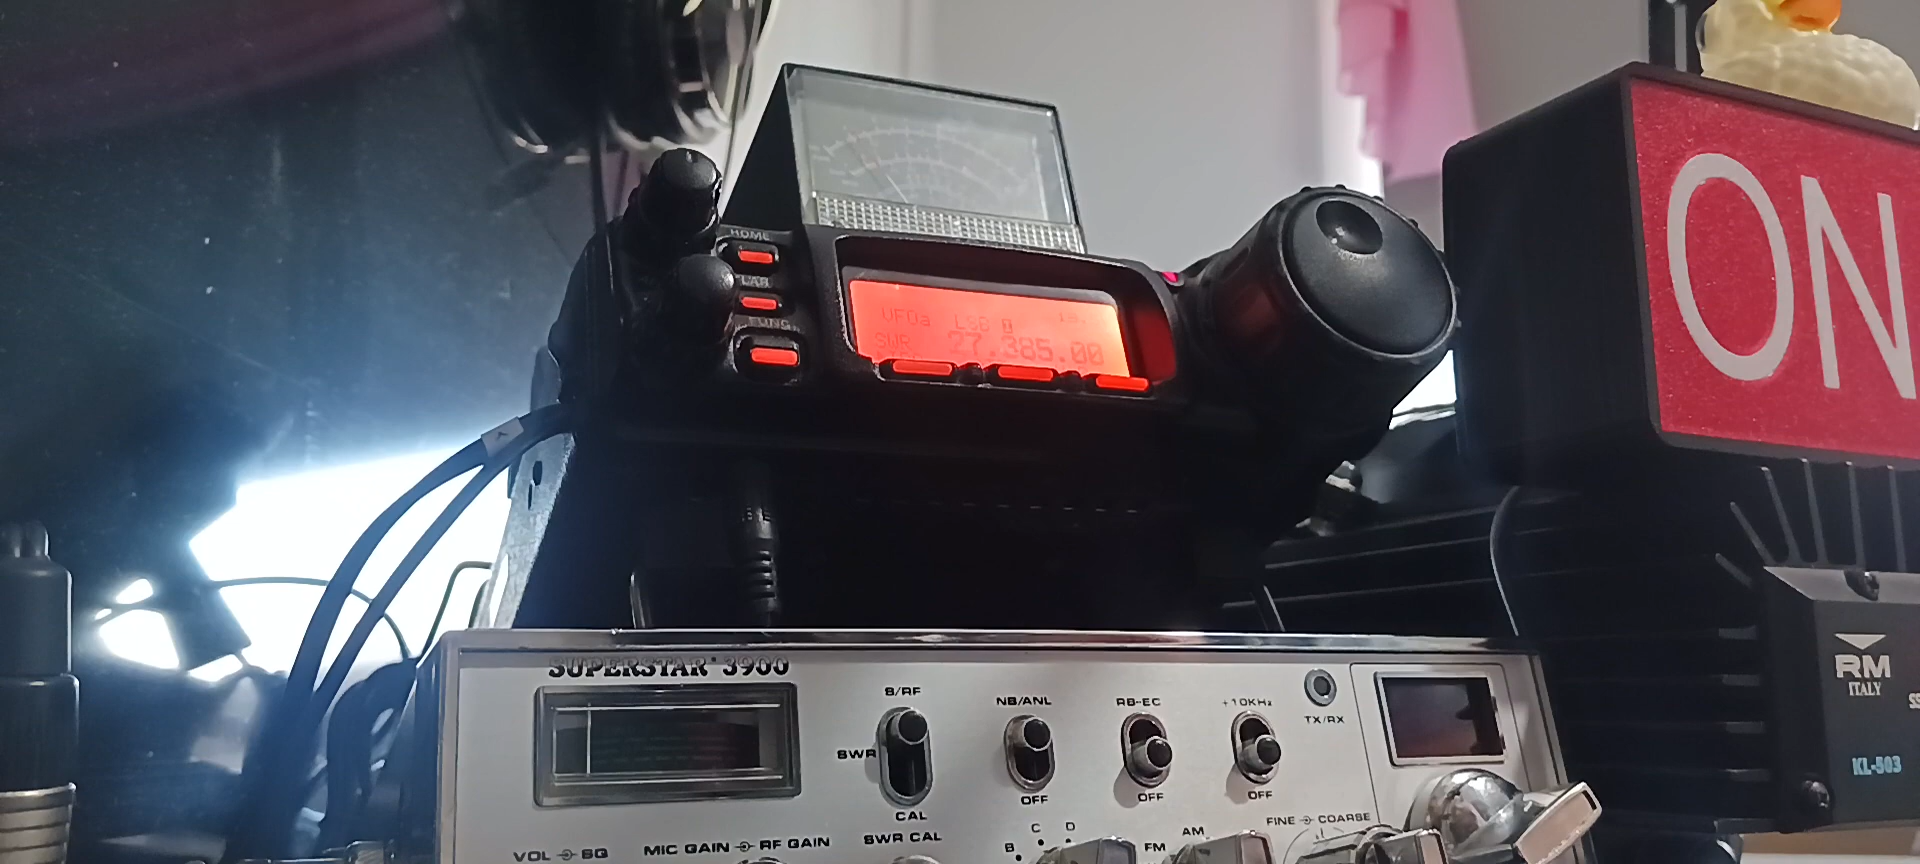 HOME
FUNC
VFOa LSB
SWR 27.385.00
ON
SUPERSTAR 3900
S/RF
SWR
CAL
NB/ANL
OFF
RB-EC
OFF
+10KHz
OFF
TX/RX
VOL SQ
MIC GAIN RF GAIN
SWR CAL
B C D
FM
AM
FINE COARSE
RM
ITALY
KL-503